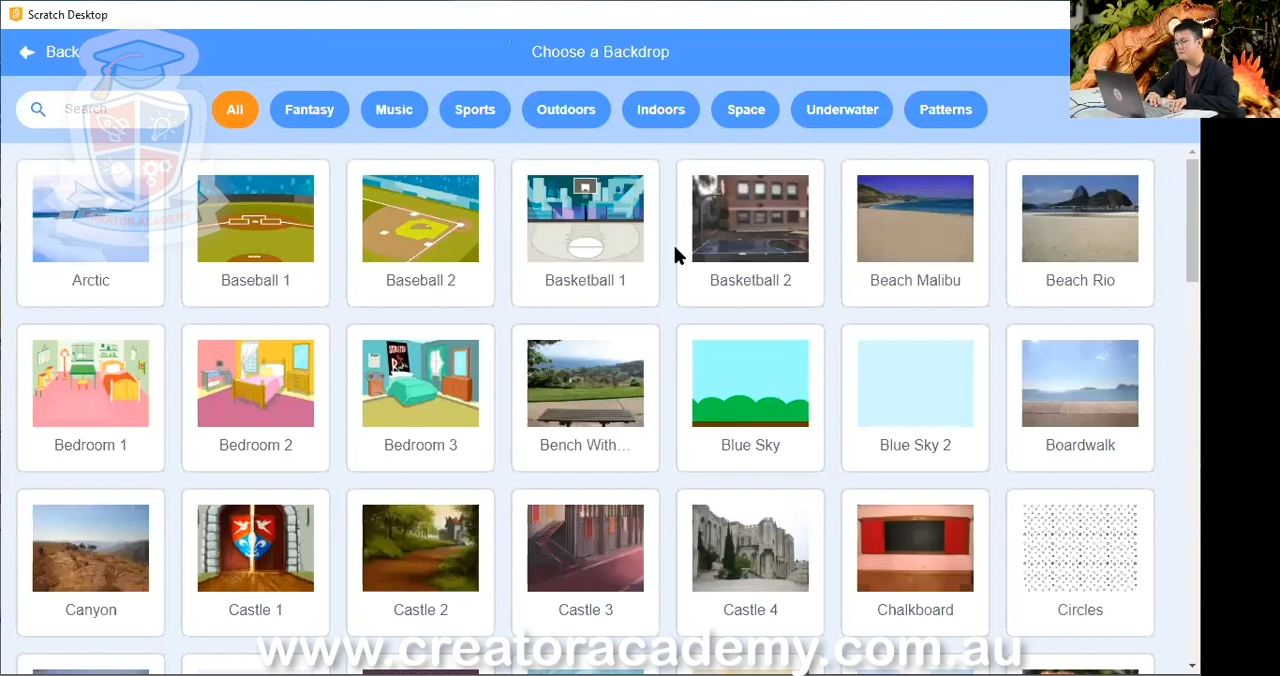 Scratch Desktop
Back
Choose a Backdrop
Search
All
Fantasy
Music
Sports
Outdoors
Indoors
Space
Underwater
Patterns
CREATOR ACADEMY
Arctic
Baseball 1
Baseball 2
Basketball 1
Basketball 2
Beach Malibu
Beach Rio
Bedroom 1
Bedroom 2
Bedroom 3
Bench With...
Blue Sky
Blue Sky 2
Boardwalk
Canyon
Castle 1
Castle 2
Castle 3
Castle 4
Chalkboard
Circles
www.creatoracademy.com.au